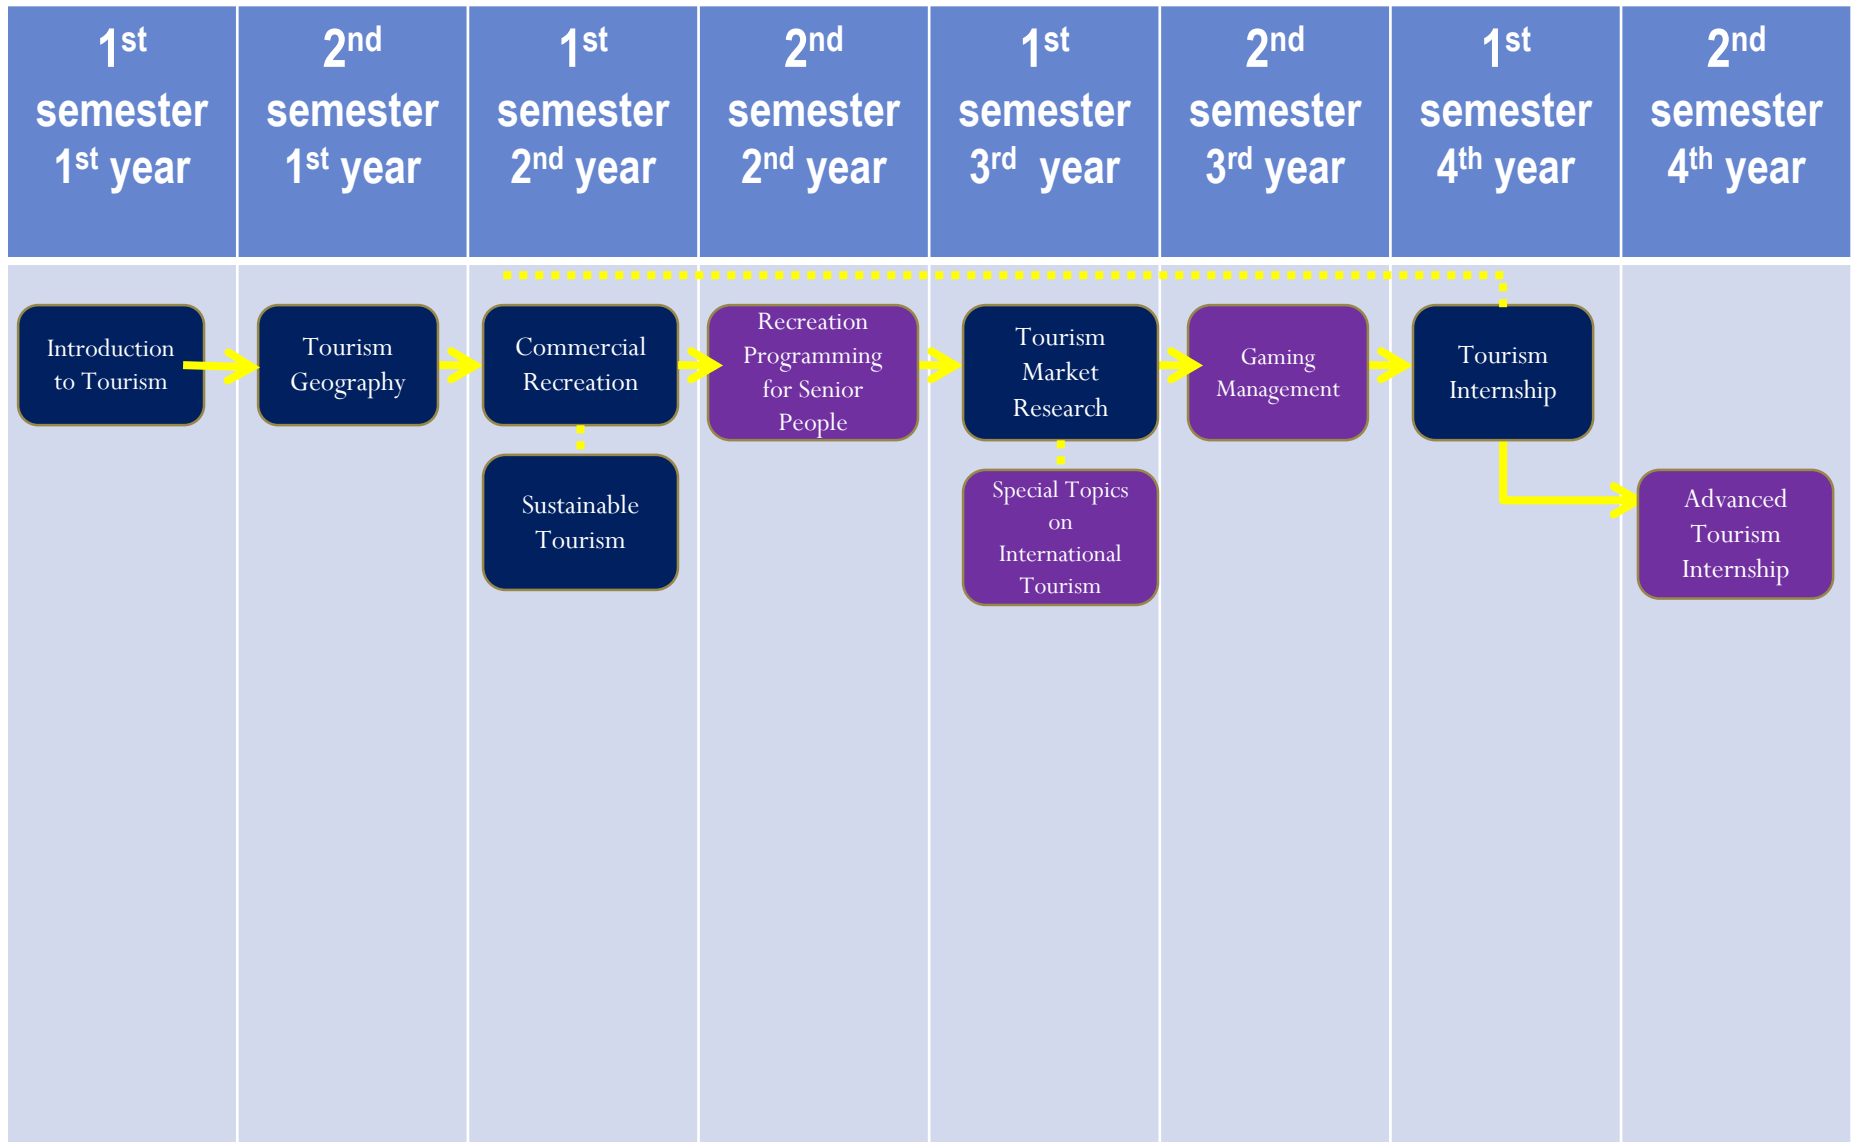 1st
semester
1st year
2nd
semester
1st year
1st
semester
2nd year
2nd
semester
2nd year
1st
semester
3rd year
2nd
semester
3rd year
1st
semester
4th year
2nd
semester
4th year
Introduction
to Tourism
Tourism
Geography
Commercial
Recreation
Recreation
Programming
for Senior
People
Tourism
Market
Research
Gaming
Management
Tourism
Internship
Sustainable
Tourism
Special Topics
on
International
Tourism
Advanced
Tourism
Internship